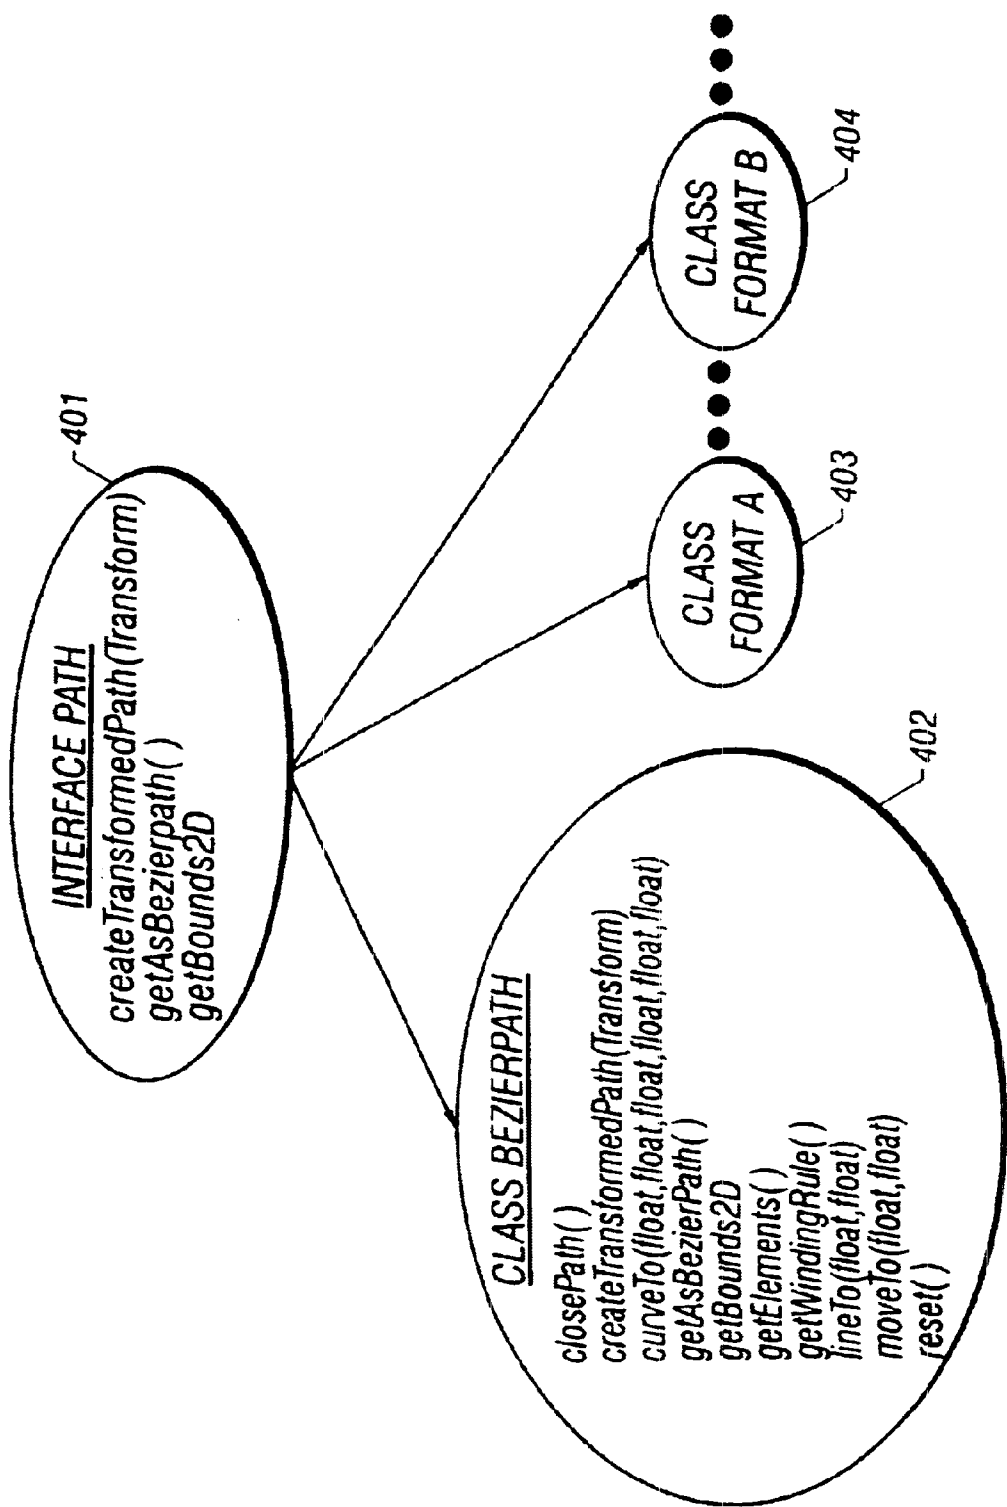 INTERFACE PATH
createTransformedPath(Transform)
getAsBezierpath( )
getBounds2D
401
CLASS BEZIERPATH
closePath( )
createTransformedPath(Transform)
curveTo(float,float,float,float,float,float)
getAsBezierPath( )
getBounds2D
getElements( )
getWindingRule( )
lineTo(float,float)
moveTo(float,float)
reset( )
402
CLASS
FORMAT A
403
CLASS
FORMAT B
404